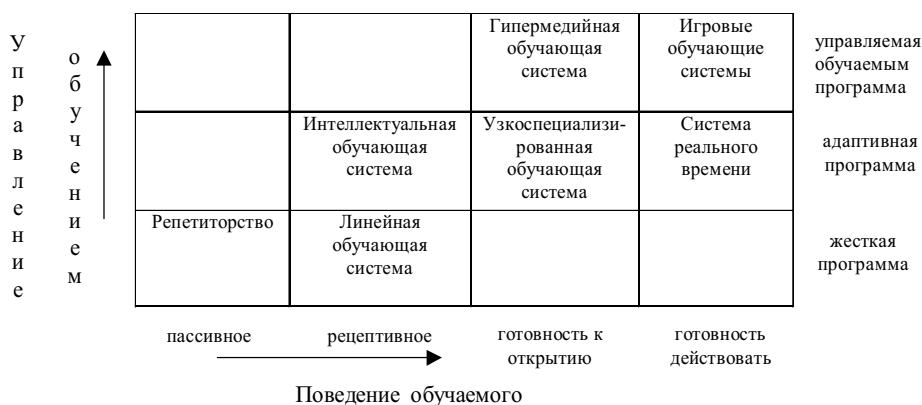 Управление
обучением
Гипермедийная
обучающая
система
Игровые
обучающие
системы
управляемая
обучаемым
программа
Интеллектуальная
обучающая
система
Узкоспециализи-
рованная
обучающая
система
Система
реального
времени
адаптивная
программа
Репетиторство
Линейная
обучающая
система
жесткая
программа
пассивное
рецептивное
готовность к
открытию
готовность
действовать
Поведение обучаемого